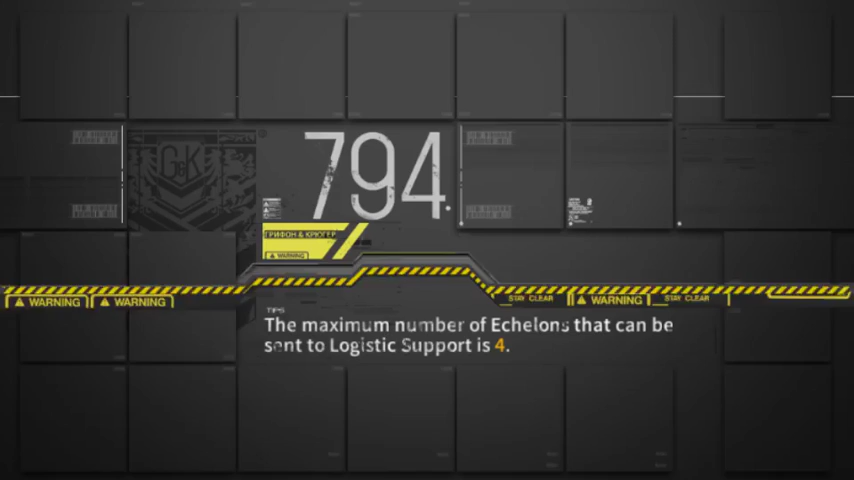 G&K
794.
ГРИФОН & КРЮГЕР
WARNING
WARNING
WARNING
STAY CLEAR
WARNING
STAY CLEAR
TIPS
The maximum number of Echelons that can be
sent to Logistic Support is 4.